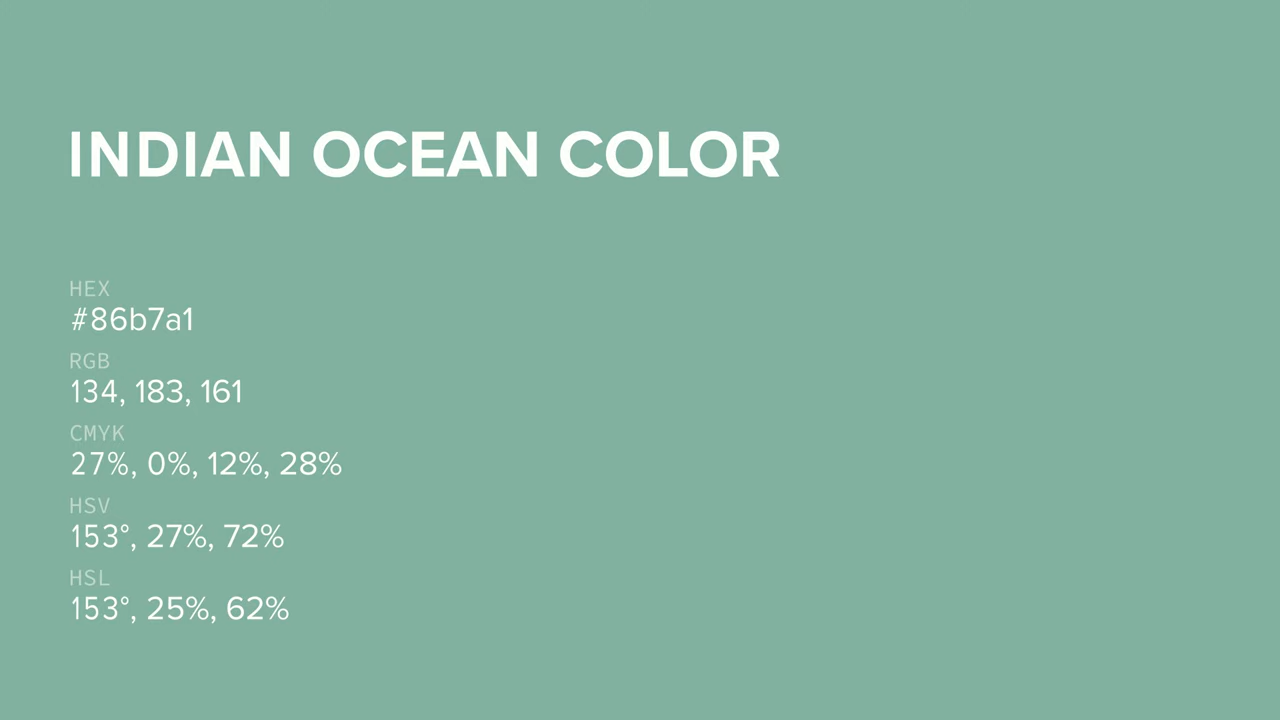 INDIAN OCEAN COLOR
HEX
#86b7a1
RGB
134, 183, 161
CMYK
27%, 0%, 12%, 28%
HSV
153°, 27%, 72%
HSL
153°, 25%, 62%